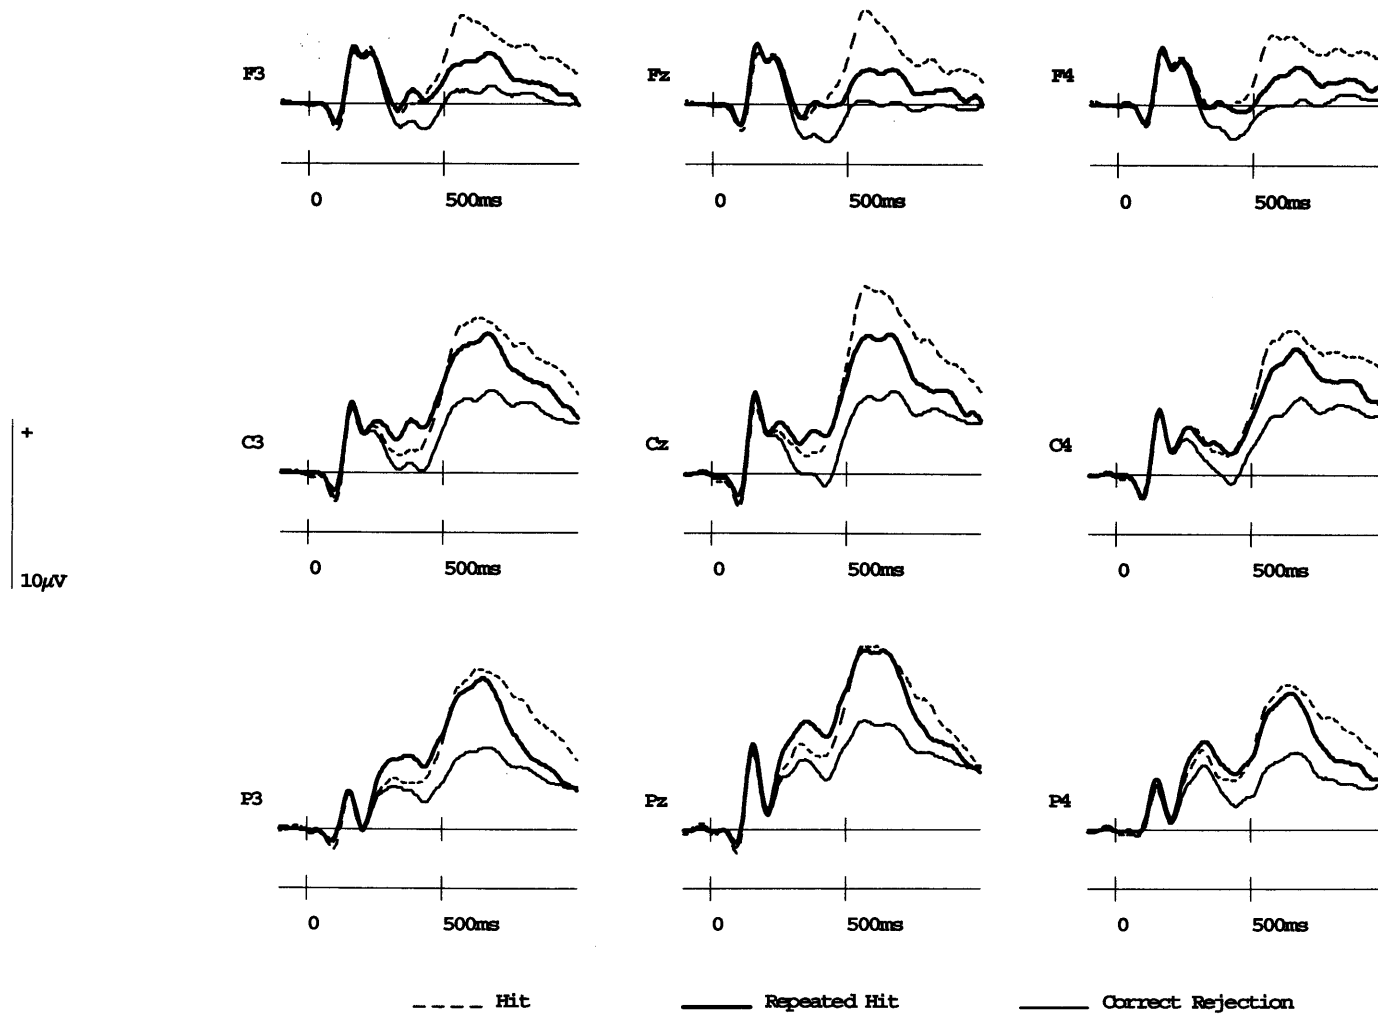 F3 Fz F4
0 500ms 0 500ms 0 500ms
+
10μV
C3 Cz C4
0 500ms 0 500ms 0 500ms
P3 Pz P4
0 500ms 0 500ms 0 500ms
Hit Repeated Hit Correct Rejection